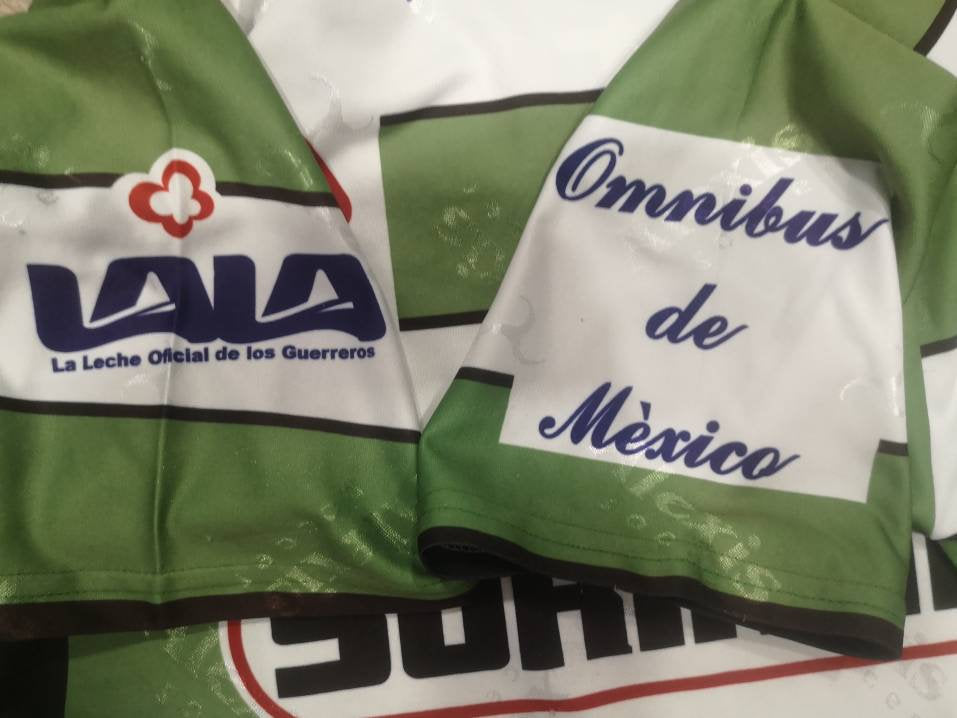 LALA
La Leche Oficial de los Guerreros
Omnibus
de
Mèxico